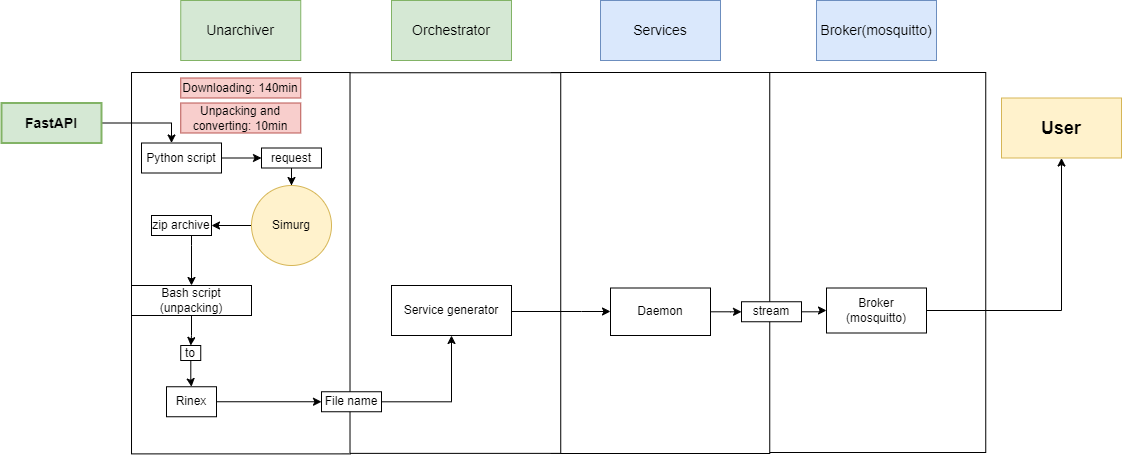 Unarchiver
Orchestrator
Services
Broker(mosquitto)
Downloading: 140min
Unpacking and
converting: 10min
FastAPI
User
Python script
request
zip archive
Simurg
Bash script
(unpacking)
Service generator
Daemon
stream
Broker
(mosquitto)
to
Rinex
File name